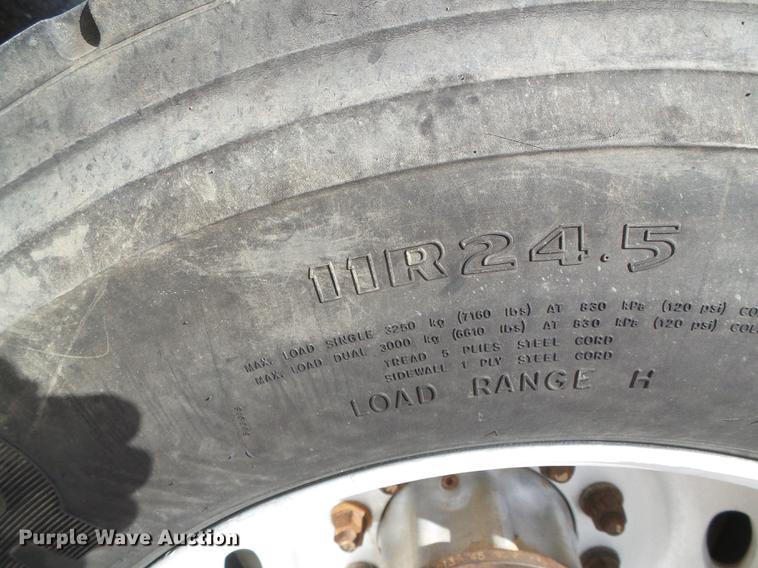 11R24.5
MAX. LOAD SINGLE 3250 kg (7160 lbs) AT 830 kPa (120 psi) CO
MAX. LOAD DUAL 3000 kg (6610 lbs) AT 830 kPa (120 psi) COL
TREAD 5 PLIES STEEL CORD
SIDEWALL 1 PLY STEEL CORD
LOAD RANGE H
Purple Wave Auction